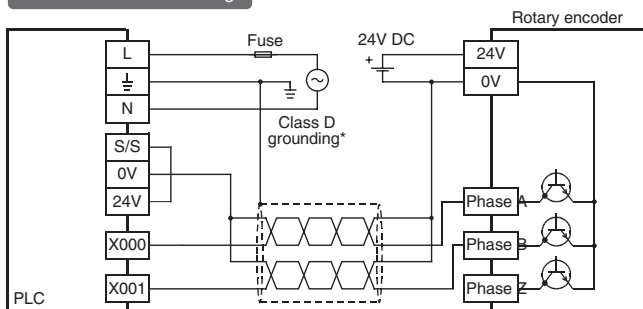 Rotary encoder
Fuse
24V DC
L
24V
+
0V
N
Class D
grounding*
S/S
0V
24V
Phase A
X000
Phase B
X001
Phase Z
PLC